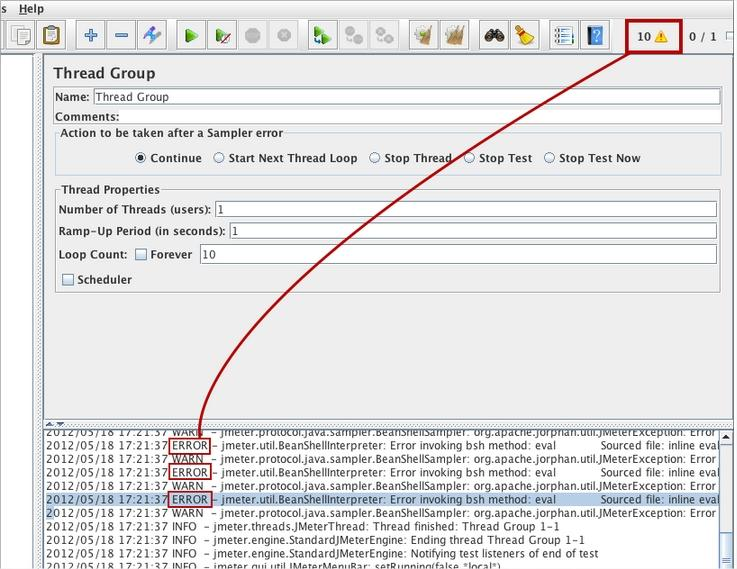 s Help
10 0 / 1
Thread Group
Name: Thread Group
Comments:
Action to be taken after a Sampler error
Continue Start Next Thread Loop Stop Thread Stop Test Stop Test Now
Thread Properties
Number of Threads (users): 1
Ramp-Up Period (in seconds): 1
Loop Count: Forever 10
Scheduler
2012/05/18 17:21:37 WARN - jmeter.protocol.java.sampler.BeanShellSampler: org.apache.jorphan.util.JMeterException: Error
2012/05/18 17:21:37 ERROR - jmeter.util.BeanShellInterpreter: Error invoking bsh method: eval Sourced file: inline eval
2012/05/18 17:21:37 WARN - jmeter.protocol.java.sampler.BeanShellSampler: org.apache.jorphan.util.JMeterException: Error
2012/05/18 17:21:37 ERROR - jmeter.util.BeanShellInterpreter: Error invoking bsh method: eval Sourced file: inline eval
2012/05/18 17:21:37 WARN - jmeter.protocol.java.sampler.BeanShellSampler: org.apache.jorphan.util.JMeterException: Error
2012/05/18 17:21:37 ERROR - jmeter.util.BeanShellInterpreter: Error invoking bsh method: eval Sourced file: inline eval
2012/05/18 17:21:37 WARN - jmeter.protocol.java.sampler.BeanShellSampler: org.apache.jorphan.util.JMeterException: Error
2012/05/18 17:21:37 INFO - jmeter.threads.JMeterThread: Thread finished: Thread Group 1-1
2012/05/18 17:21:37 INFO - jmeter.engine.StandardJMeterEngine: Ending thread Thread Group 1-1
2012/05/18 17:21:37 INFO - jmeter.engine.StandardJMeterEngine: Notifying test listeners of end of test
2012/05/18 17:21:37 INFO - jmeter.gui.util.JMeterMenuBar: setRunning(false,*local*)